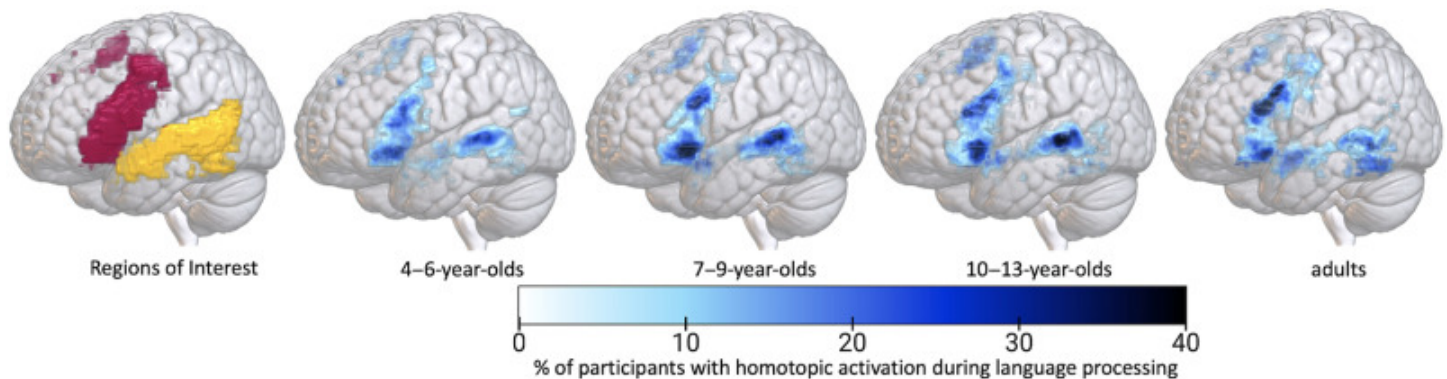 Regions of Interest 4–6-year-olds 7–9-year-olds 10–13-year-olds adults
0 10 20 30 40
% of participants with homotopic activation during language processing